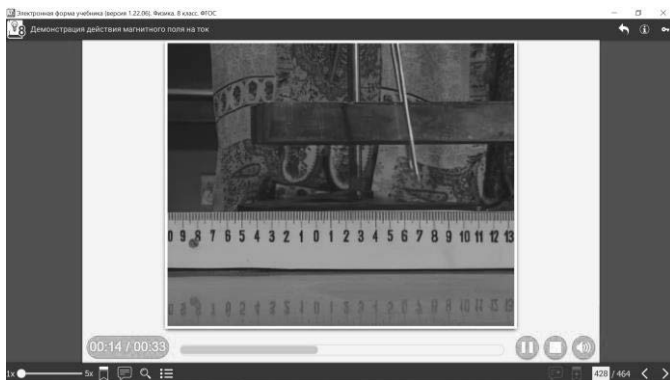 Электронная форма учебника (версия 1.22.06). Физика. 8 класс. ФГОС
8 Демонстрация действия магнитного поля на ток
0 9 8 7 6 5 4 3 2 1 0 1 2 3 4 5 6 7 8 9 10 11 12 13
00:14 / 00:33
1x 5x 428 / 464